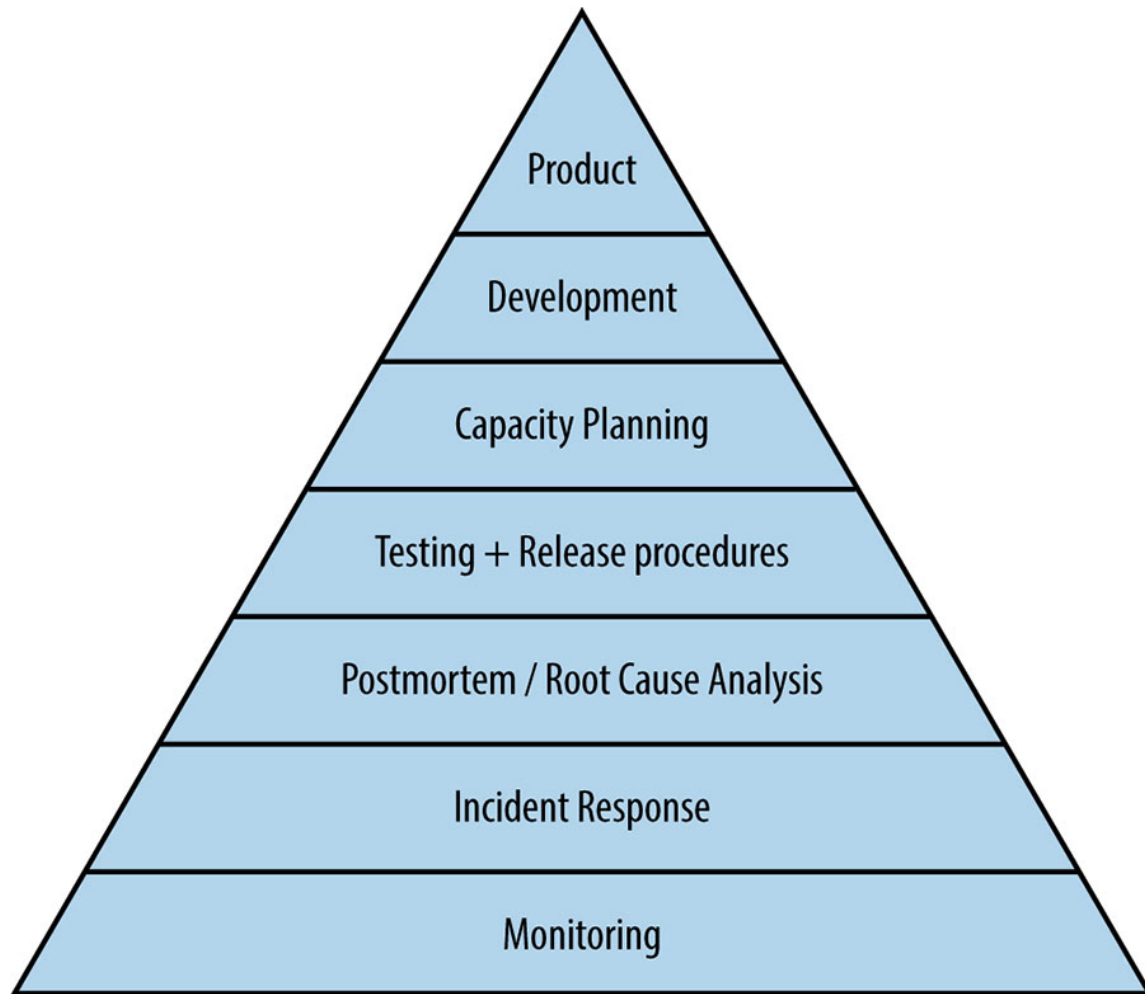 Product
Development
Capacity Planning
Testing + Release procedures
Postmortem / Root Cause Analysis
Incident Response
Monitoring